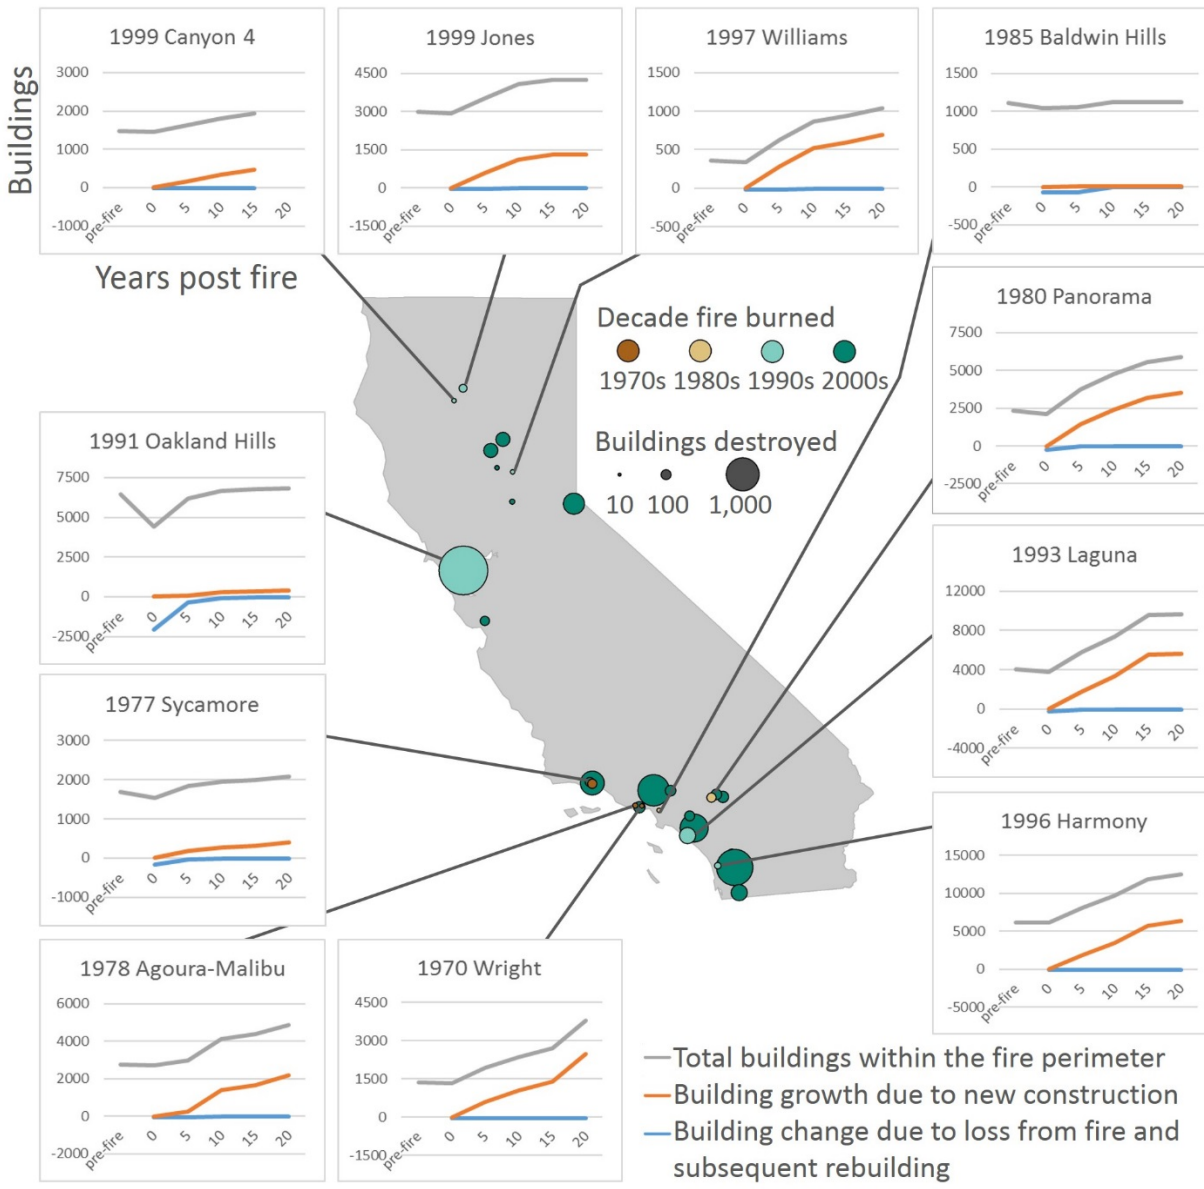 Buildings
1999 Canyon 4
3000
2000
1000
0
-1000
pre-fire 0 5 10 15 20
1999 Jones
4500
3000
1500
0
-1500
pre-fire 0 5 10 15 20
1997 Williams
1500
1000
500
0
-500
pre-fire 0 5 10 15 20
1985 Baldwin Hills
1500
1000
500
0
-500
pre-fire 0 5 10 15 20
Years post fire
Decade fire burned
1970s 1980s 1990s 2000s
Buildings destroyed
10 100 1,000
1980 Panorama
7500
5000
2500
0
-2500
pre-fire 0 5 10 15 20
1991 Oakland Hills
7500
5000
2500
0
-2500
pre-fire 0 5 10 15 20
1993 Laguna
12000
8000
4000
0
-4000
pre-fire 0 5 10 15 20
1977 Sycamore
3000
2000
1000
0
-1000
pre-fire 0 5 10 15 20
1996 Harmony
15000
10000
5000
0
-5000
pre-fire 0 5 10 15 20
1978 Agoura-Malibu
6000
4000
2000
0
-2000
pre-fire 0 5 10 15 20
1970 Wright
4500
3000
1500
0
-1500
pre-fire 0 5 10 15 20
Total buildings within the fire perimeter
Building growth due to new construction
Building change due to loss from fire and
subsequent rebuilding